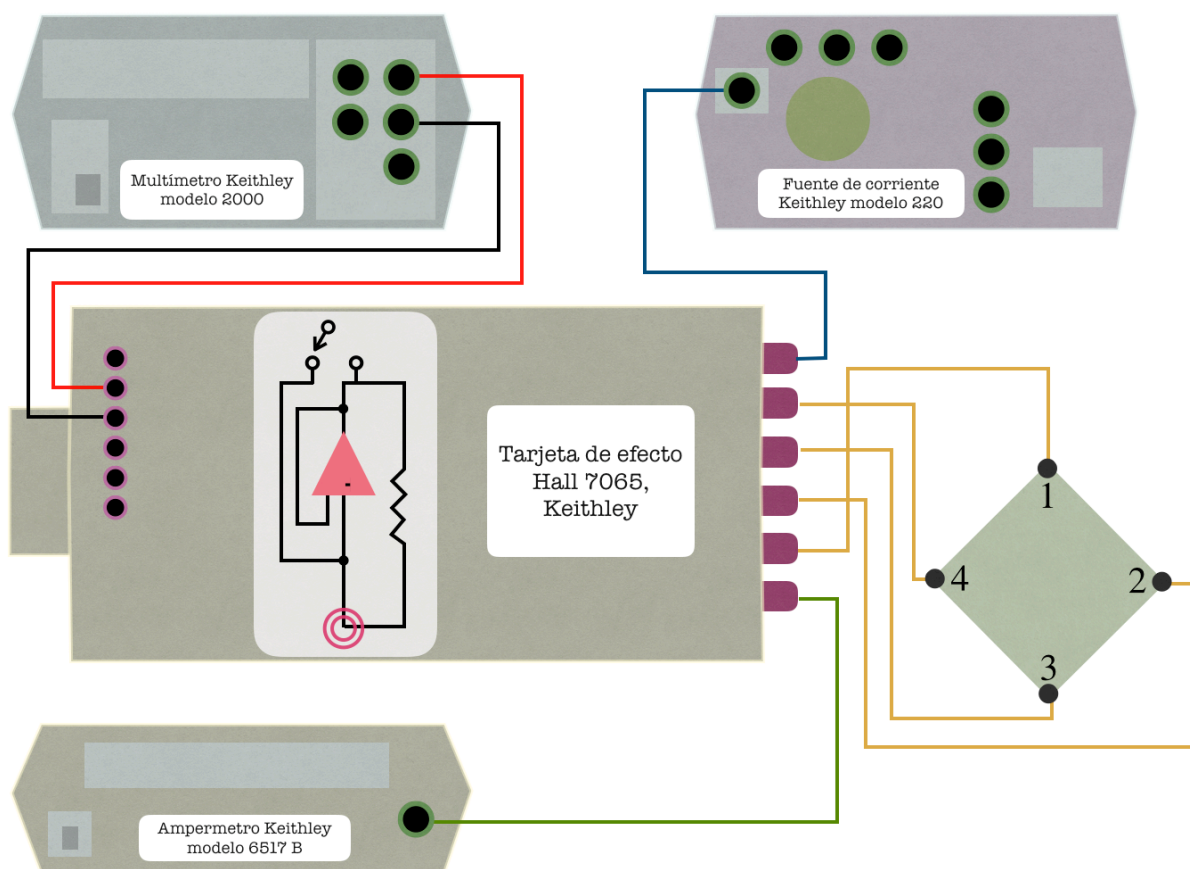 Multímetro Keithley
modelo 2000
Fuente de corriente
Keithley modelo 220
Tarjeta de efecto
Hall 7065,
Keithley
-
1
4
2
3
Ampermetro Keithley
modelo 6517 B